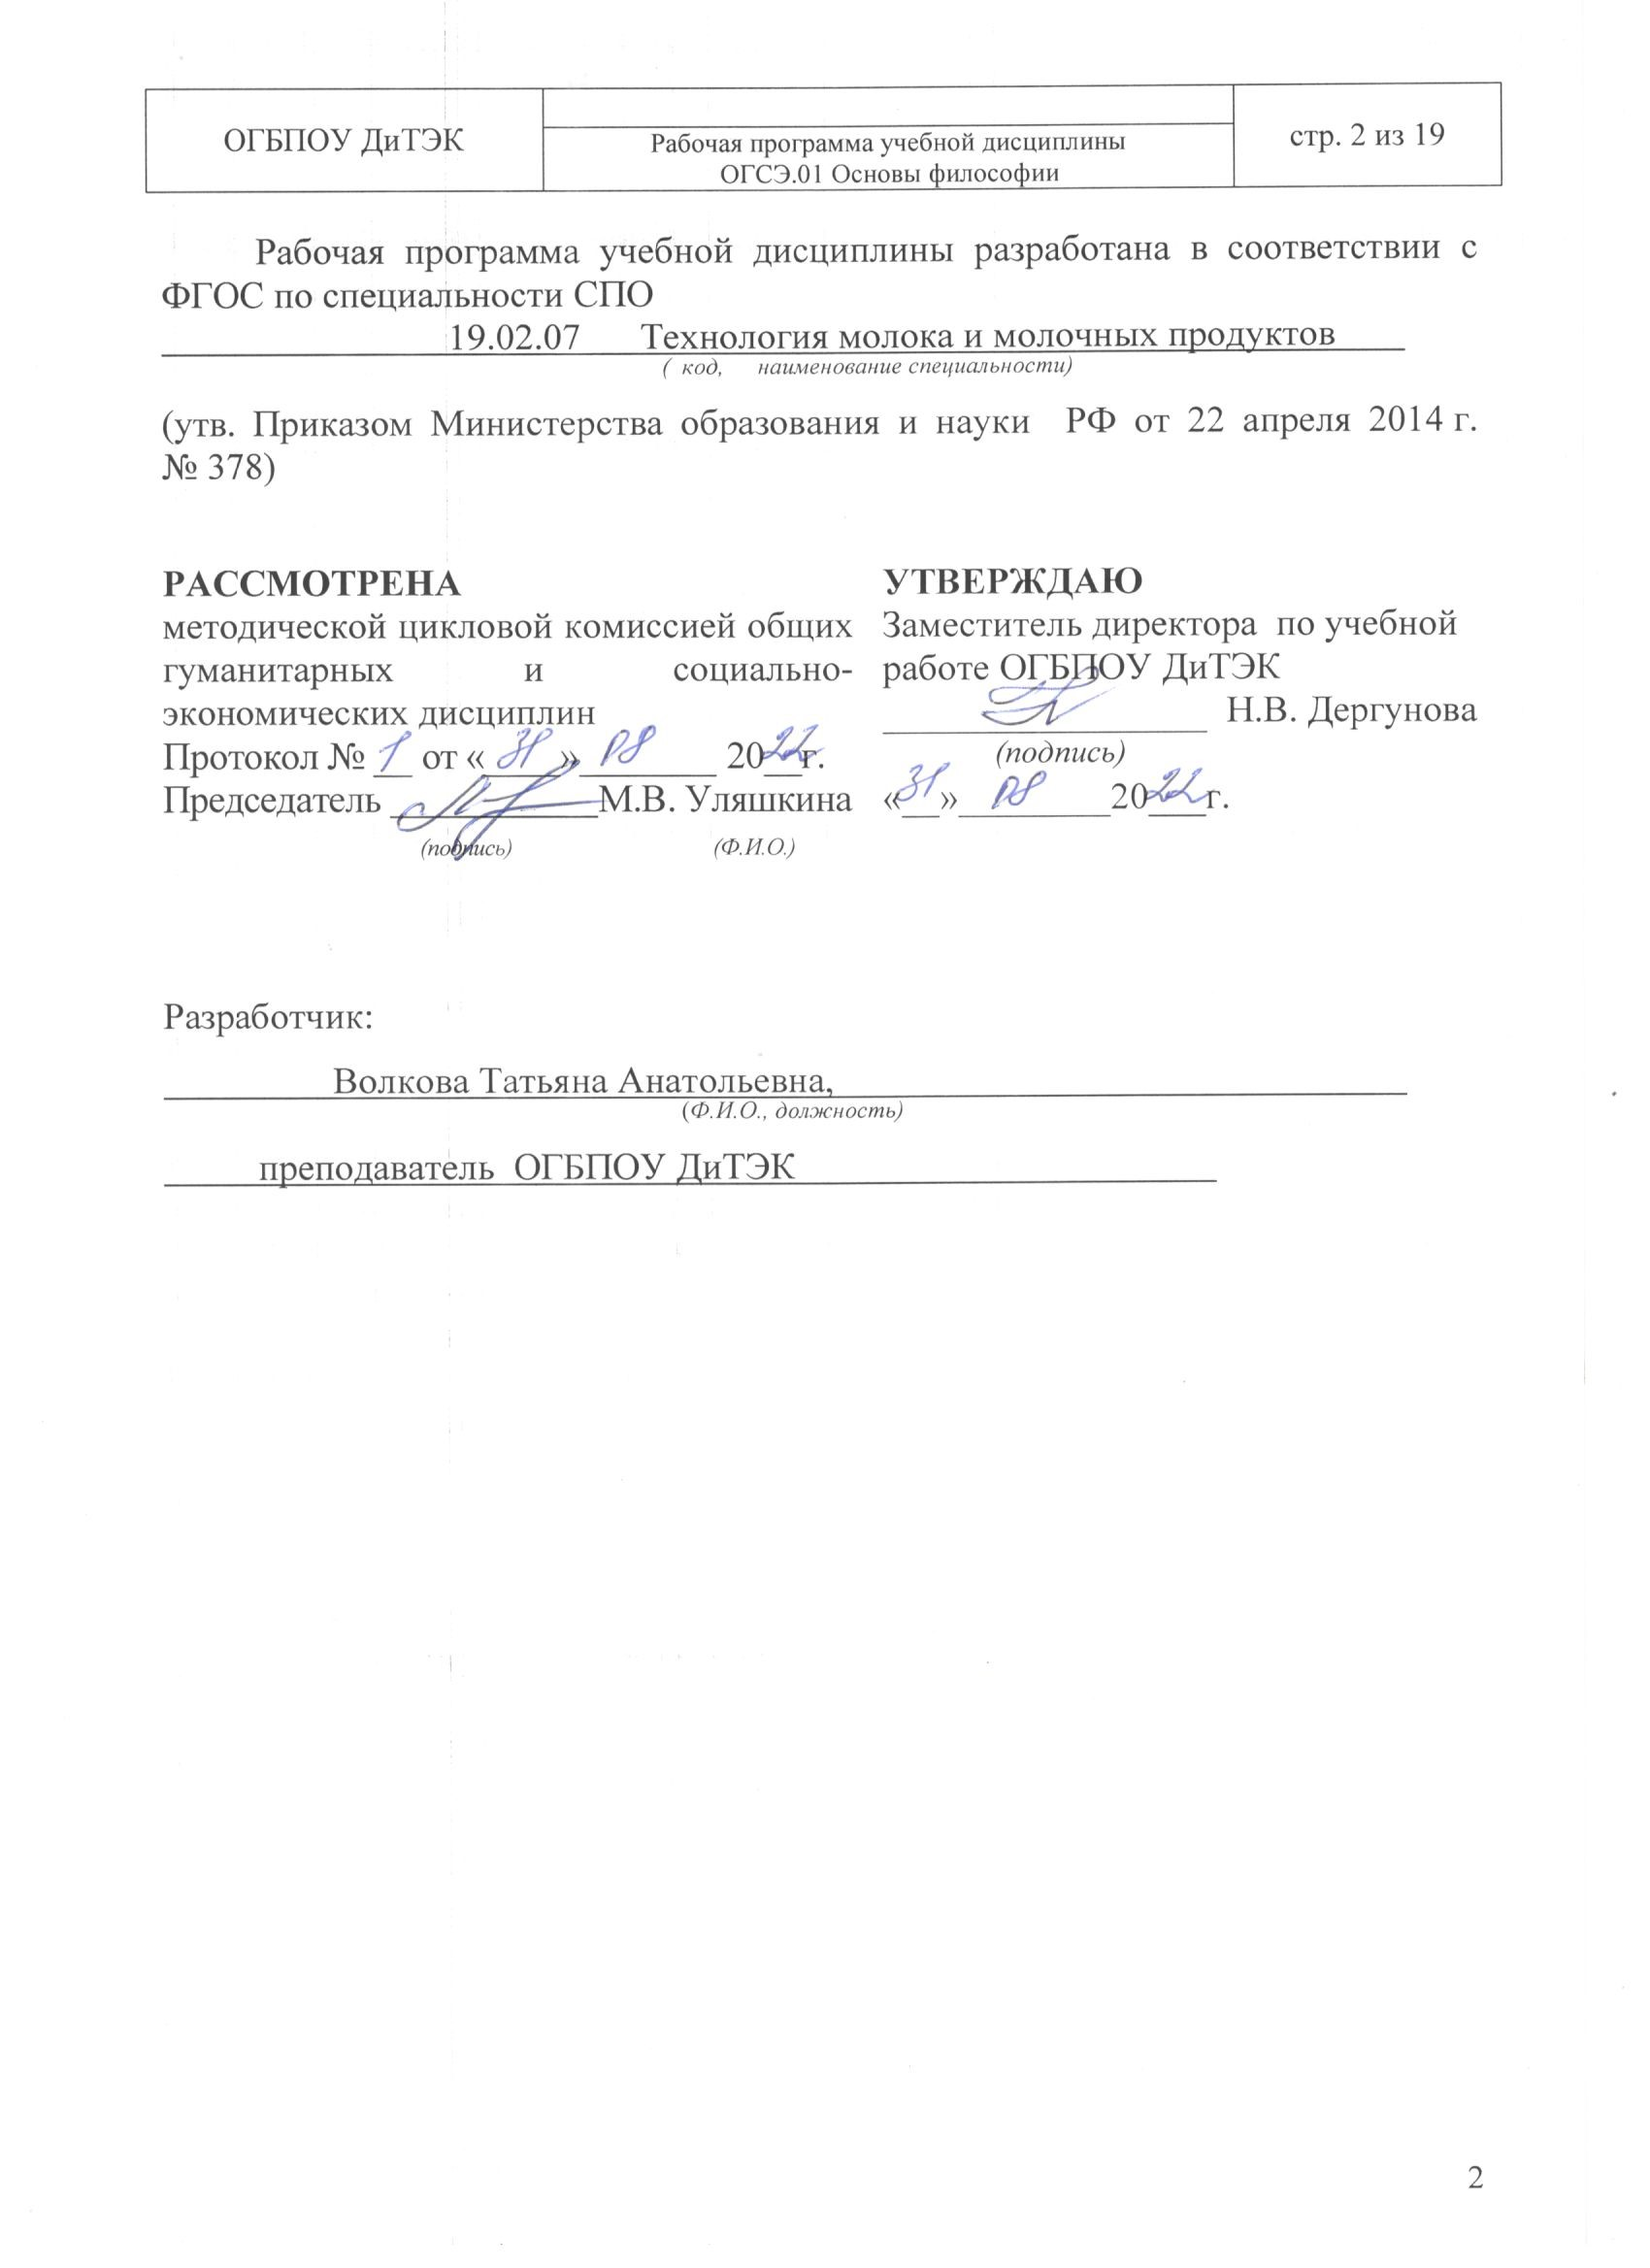 ОГБПОУ ДиТЭК
Рабочая программа учебной дисциплины
ОГСЭ.01 Основы философии
стр. 2 из 19
Рабочая программа учебной дисциплины разработана в соответствии с
ФГОС по специальности СПО
19.02.07 Технология молока и молочных продуктов
( код, наименование специальности)
(утв. Приказом Министерства образования и науки РФ от 22 апреля 2014 г.
№ 378)
РАССМОТРЕНА
методической цикловой комиссией общих
гуманитарных и социально-
экономических дисциплин
Протокол № 1 от « 31 » 08 2022г.
Председатель М.В. Уляшкина
(подпись) (Ф.И.О.)
УТВЕРЖДАЮ
Заместитель директора по учебной
работе ОГБПОУ ДиТЭК
Н.В. Дергунова
(подпись)
«31» 08 2022г.
Разработчик:
Волкова Татьяна Анатольевна,
(Ф.И.О., должность)
преподаватель ОГБПОУ ДиТЭК
2